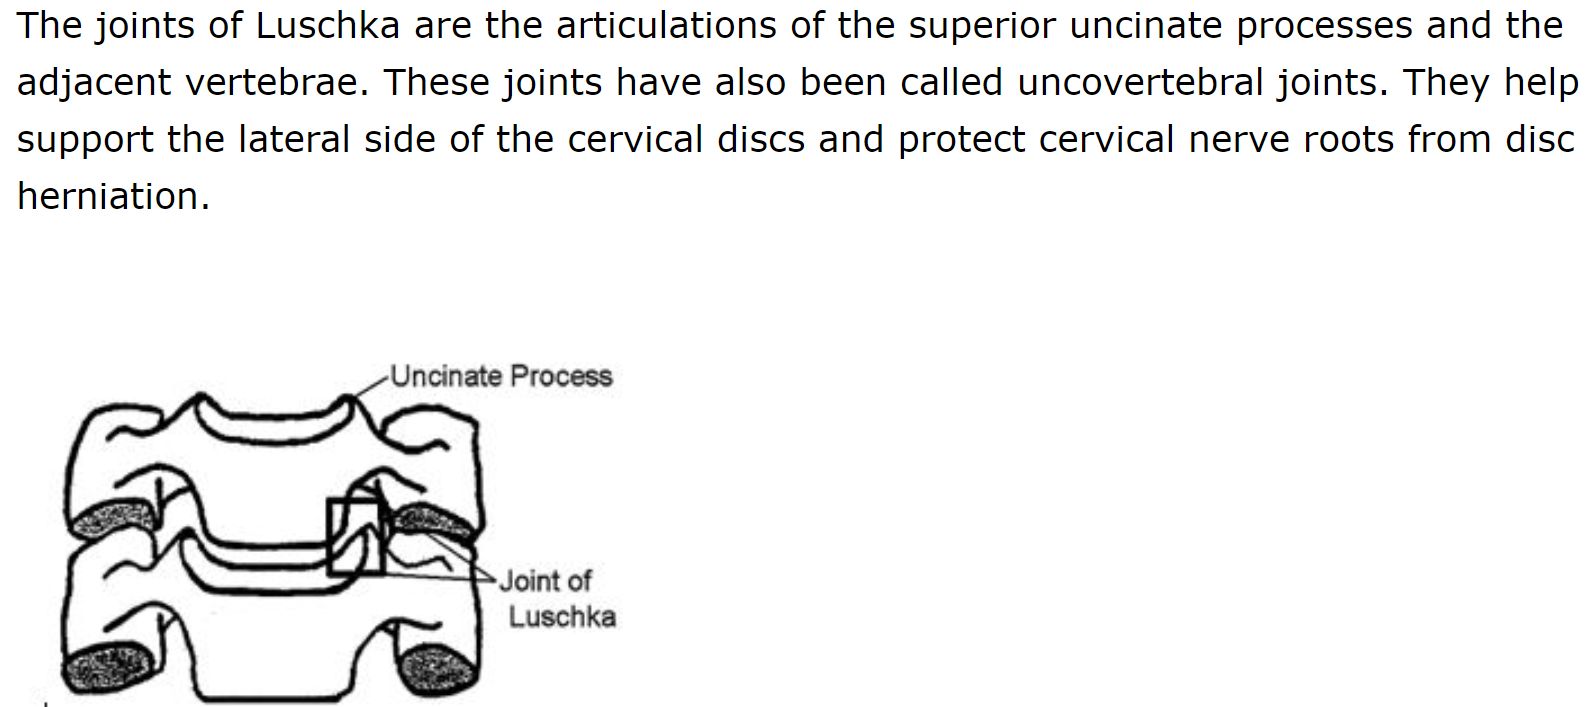 The joints of Luschka are the articulations of the superior uncinate processes and the
adjacent vertebrae. These joints have also been called uncovertebral joints. They help
support the lateral side of the cervical discs and protect cervical nerve roots from disc
herniation.
Uncinate Process
Joint of
Luschka